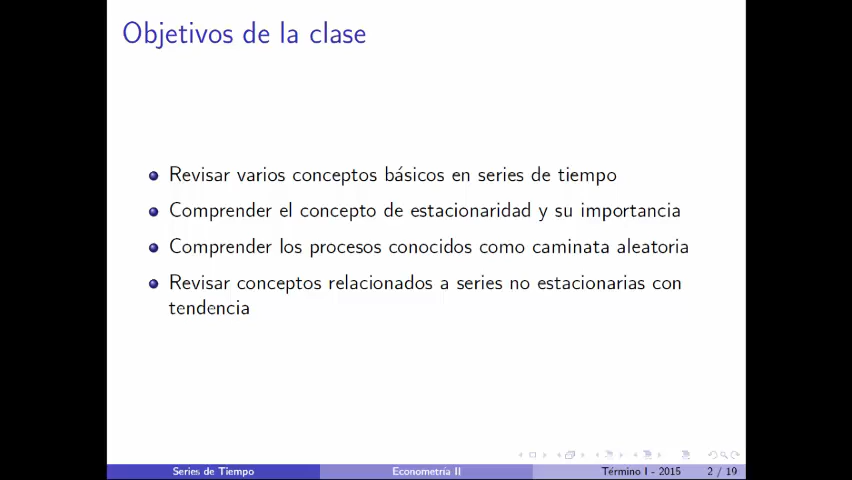 Objetivos de la clase
Revisar varios conceptos básicos en series de tiempo
Comprender el concepto de estacionaridad y su importancia
Comprender los procesos conocidos como caminata aleatoria
Revisar conceptos relacionados a series no estacionarias con
tendencia
Series de Tiempo Econometría II Término I - 2015 2 / 19